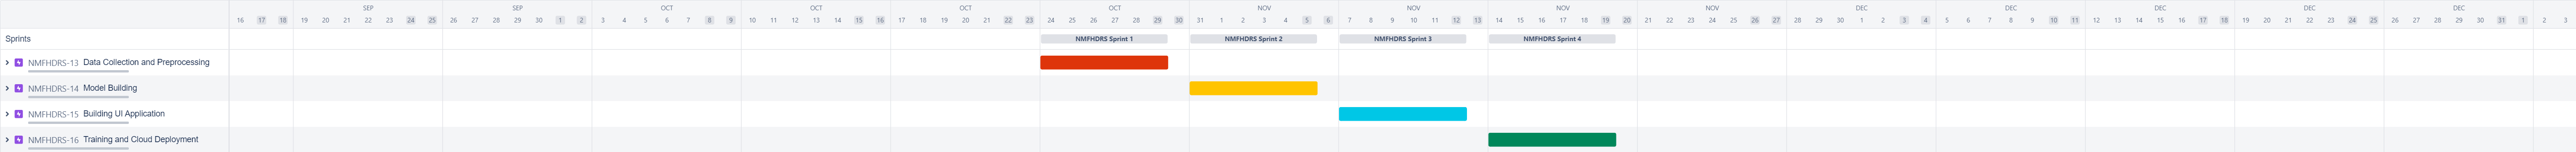 SEP SEP OCT OCT OCT OCT NOV NOV NOV NOV DEC DEC DEC DEC DEC
16 17 18 19 20 21 22 23 24 25 26 27 28 29 30 1 2 3 4 5 6 7 8 9 10 11 12 13 14 15 16 17 18 19 20 21 22 23 24 25 26 27 28 29 30 31 1 2 3 4 5 6 7 8 9 10 11 12 13 14 15 16 17 18 19 20 21 22 23 24 25 26 27 28 29 30 1 2 3 4 5 6 7 8 9 10 11 12 13 14 15 16 17 18 19 20 21 22 23 24 25 26 27 28 29 30 31 1 2 3
Sprints NMFHDRS Sprint 1 NMFHDRS Sprint 2 NMFHDRS Sprint 3 NMFHDRS Sprint 4
NMFHDRS-13 Data Collection and Preprocessing
NMFHDRS-14 Model Building
NMFHDRS-15 Building UI Application
NMFHDRS-16 Training and Cloud Deployment